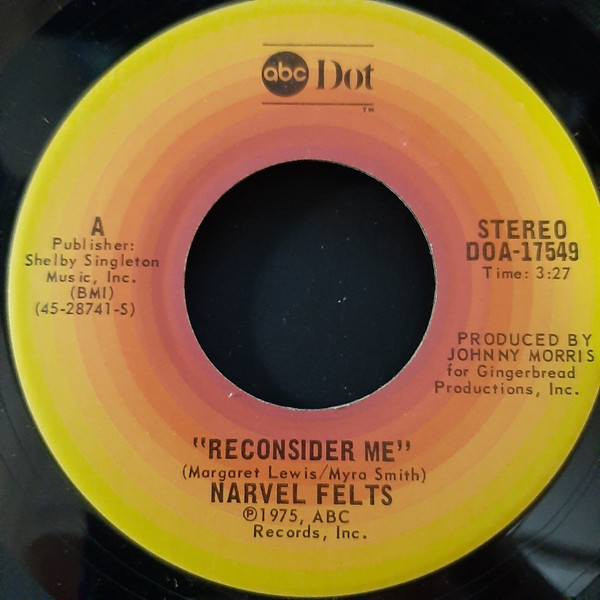 abc Dot
TM
A
Publisher:
Shelby Singleton
Music, Inc.
(BMI)
(45-28741-S)
STEREO
DOA-17549
Time: 3:27
PRODUCED BY
JOHNNY MORRIS
for Gingerbread
Productions, Inc.
"RECONSIDER ME"
(Margaret Lewis/Myra Smith)
NARVEL FELTS
℗1975, ABC
Records, Inc.